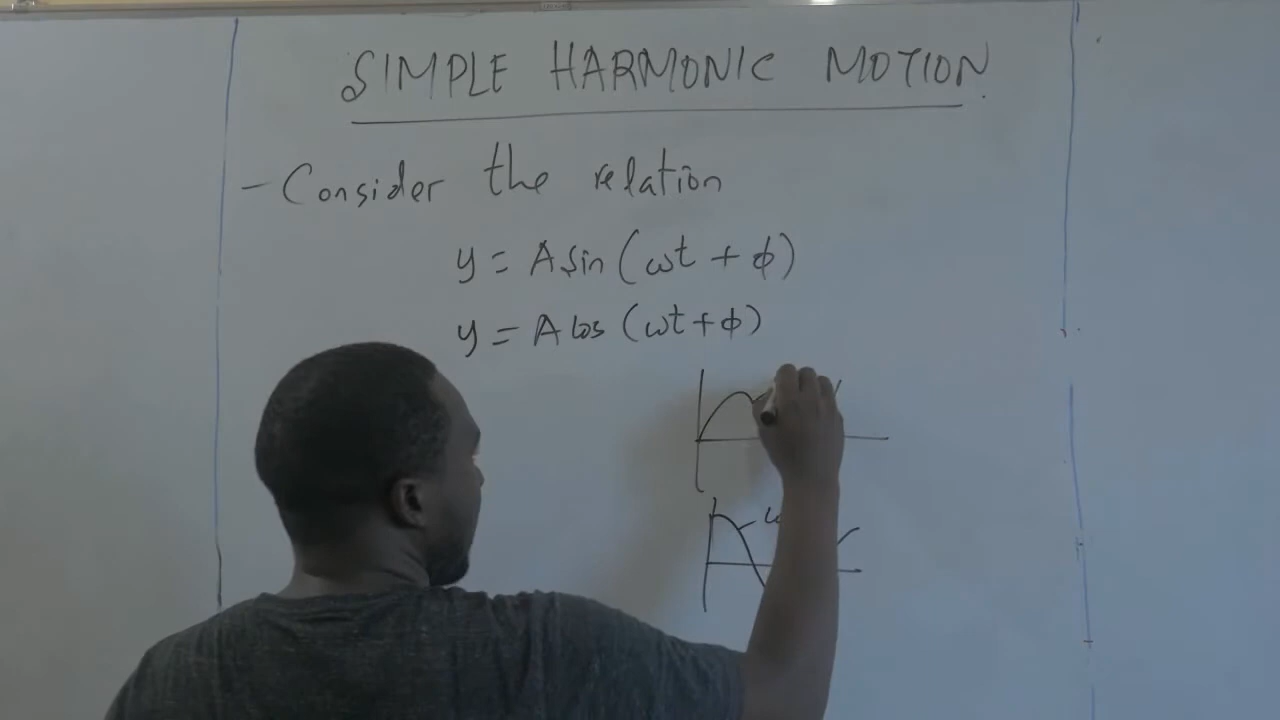 SIMPLE HARMONIC MOTION.
- Consider the relation
y = A sin (ωt + ϕ)
y = A cos (ωt + ϕ)